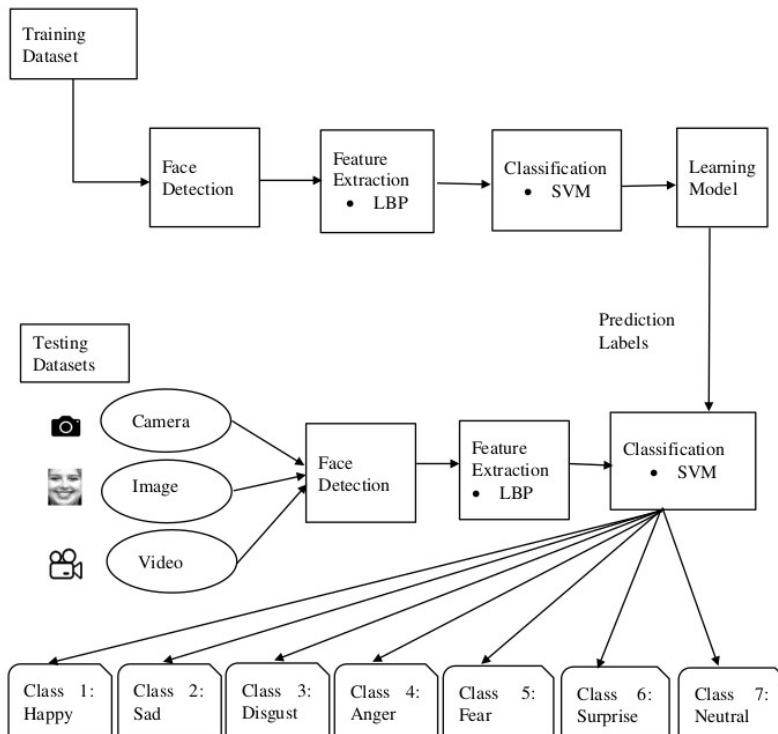 Training
Dataset
Face
Detection
Feature
Extraction
• LBP
Classification
• SVM
Learning
Model
Prediction
Labels
Testing
Datasets
Camera
Image
Video
Face
Detection
Feature
Extraction
• LBP
Classification
• SVM
Class 1:
Happy
Class 2:
Sad
Class 3:
Disgust
Class 4:
Anger
Class 5:
Fear
Class 6:
Surprise
Class 7:
Neutral